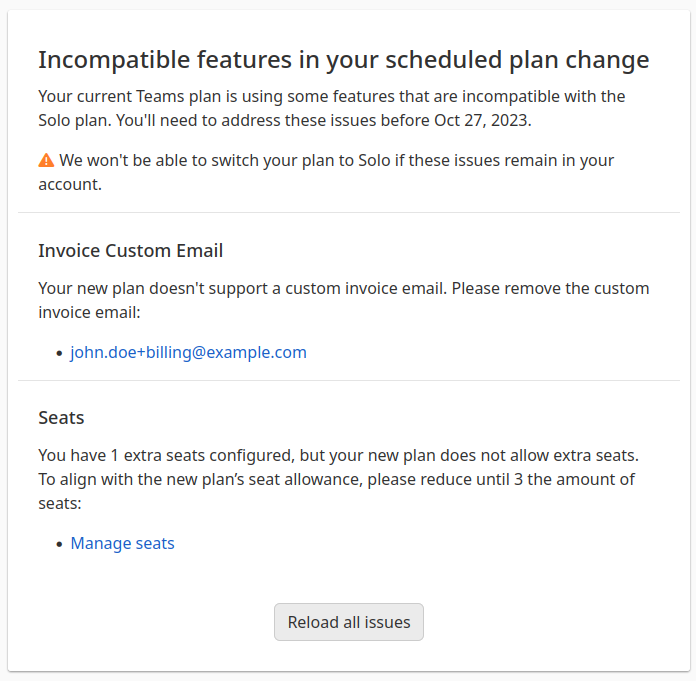 Incompatible features in your scheduled plan change
Your current Teams plan is using some features that are incompatible with the
Solo plan. You'll need to address these issues before Oct 27, 2023.
We won't be able to switch your plan to Solo if these issues remain in your
account.
Invoice Custom Email
Your new plan doesn't support a custom invoice email. Please remove the custom
invoice email:
• john.doe+billing@example.com
Seats
You have 1 extra seats configured, but your new plan does not allow extra seats.
To align with the new plan’s seat allowance, please reduce until 3 the amount of
seats:
• Manage seats
Reload all issues